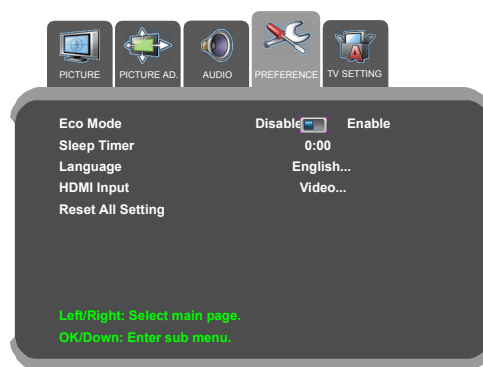 PICTURE PICTURE AD. AUDIO PREFERENCE TV SETTING
Eco Mode Disable Enable
Sleep Timer 0:00
Language English...
HDMI Input Video...
Reset All Setting
Left/Right: Select main page.
OK/Down: Enter sub menu.